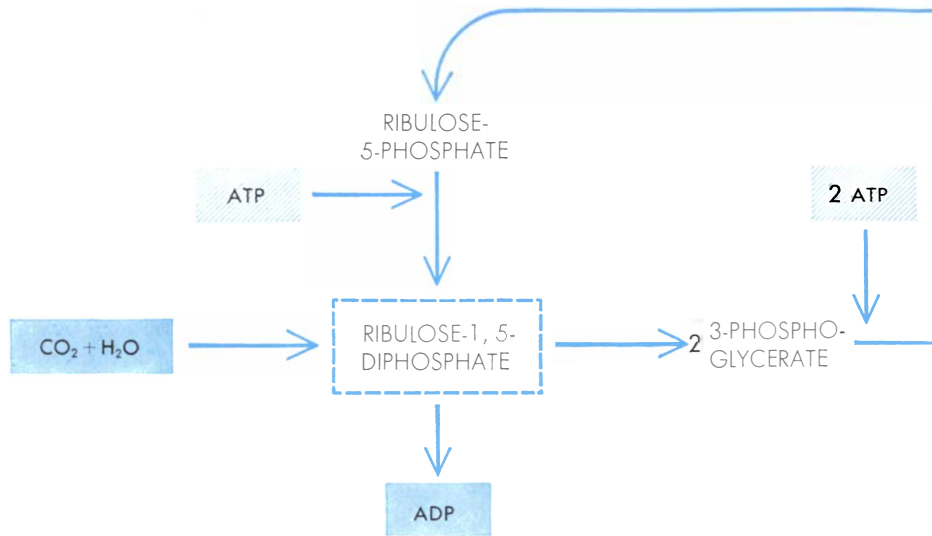 RIBULOSE-
5-PHOSPHATE
ATP
2 ATP
CO₂ + H₂O
RIBULOSE-1, 5-
DIPHOSPHATE
2 3-PHOSPHO-
GLYCERATE
ADP